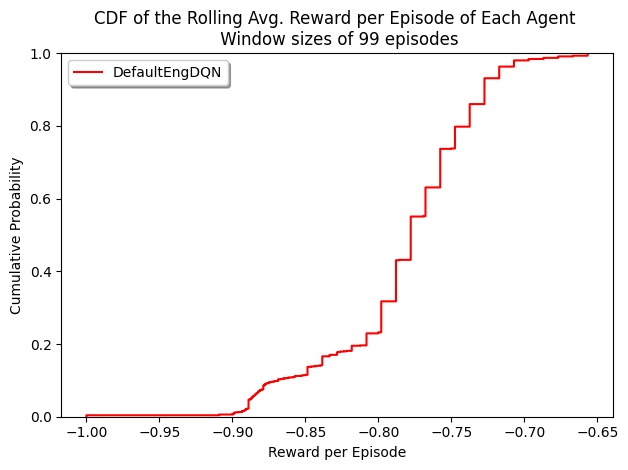 CDF of the Rolling Avg. Reward per Episode of Each Agent
Window sizes of 99 episodes
DefaultEngDQN
1.0
0.8
0.6
0.4
0.2
0.0
Cumulative Probability
−1.00 −0.95 −0.90 −0.85 −0.80 −0.75 −0.70 −0.65
Reward per Episode